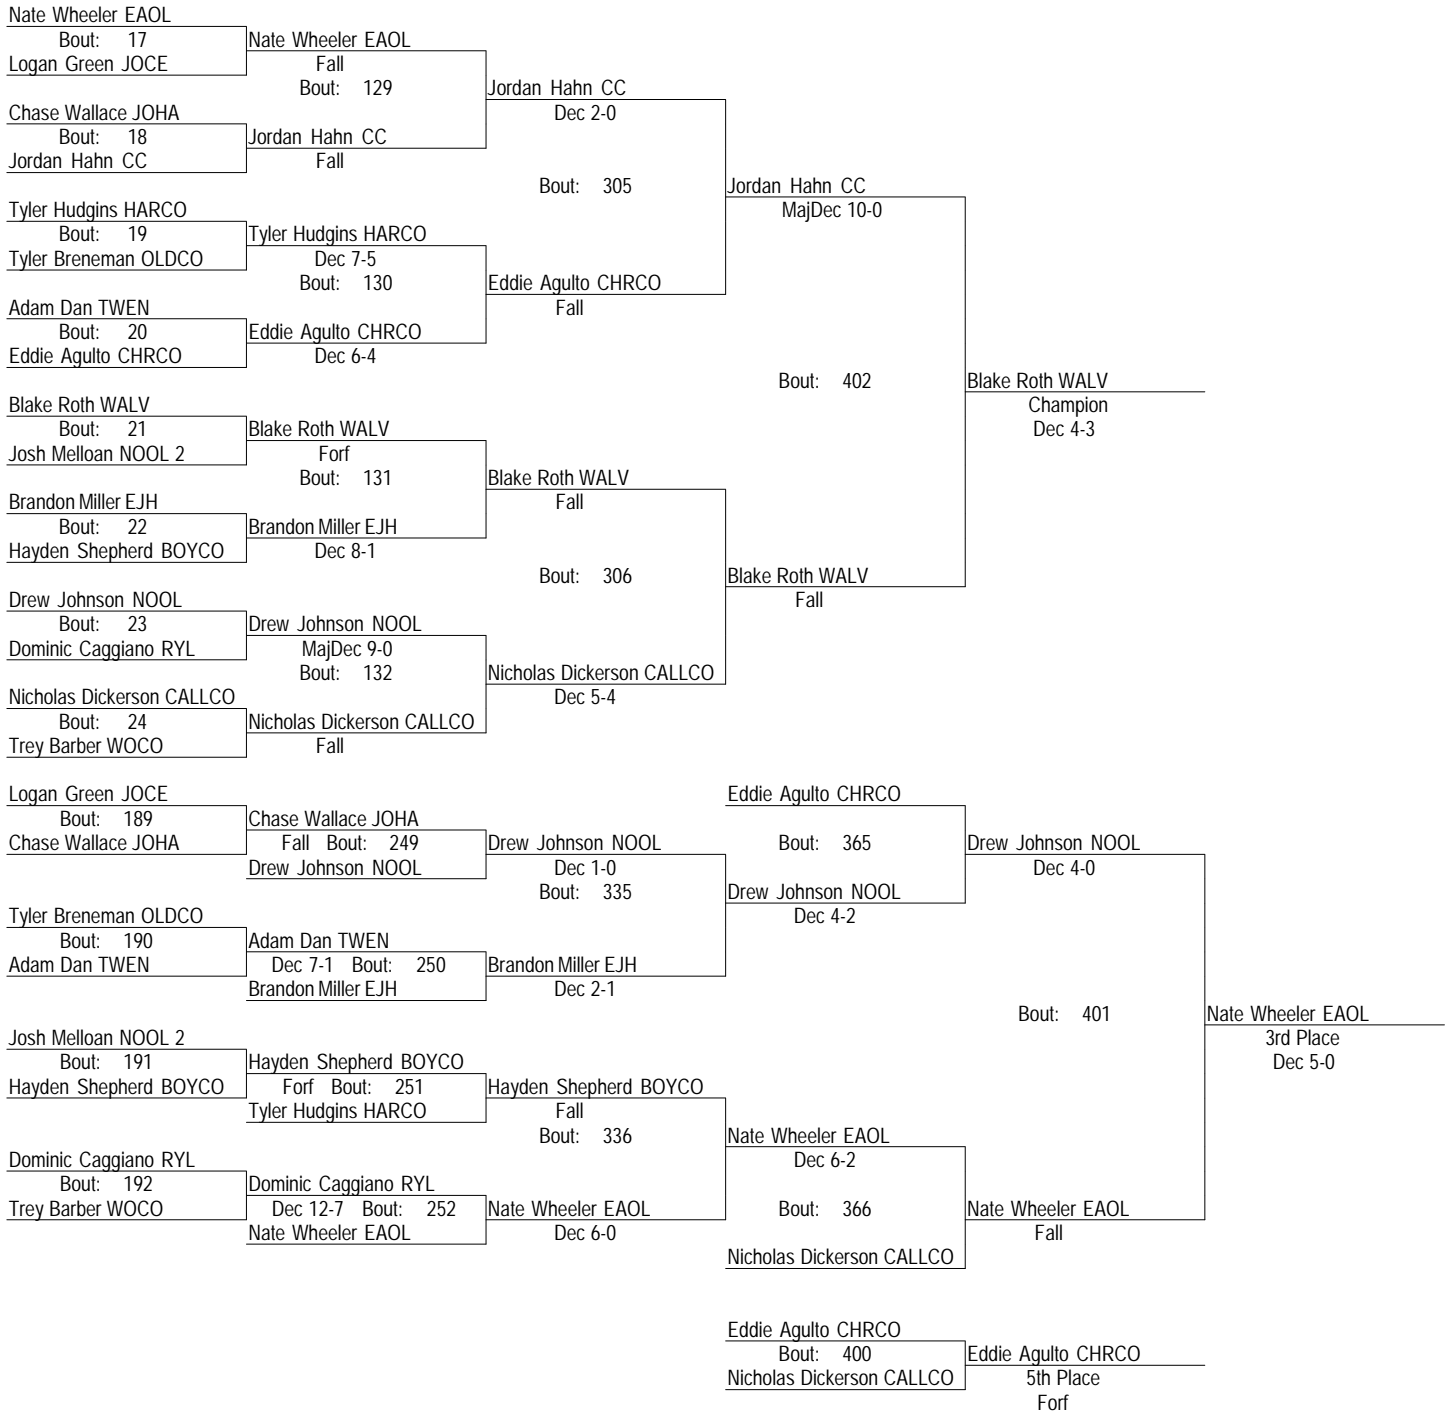 Nate Wheeler EAOL
Bout: 17 Nate Wheeler EAOL
Logan Green JOCE Fall
Bout: 129 Jordan Hahn CC
Chase Wallace JOHA Dec 2-0
Bout: 18 Jordan Hahn CC
Jordan Hahn CC Fall
Bout: 305 Jordan Hahn CC
Tyler Hudgins HARCO MajDec 10-0
Bout: 19 Tyler Hudgins HARCO
Tyler Breneman OLDCO Dec 7-5
Bout: 130 Eddie Agulto CHRCO
Adam Dan TWEN Fall
Bout: 20 Eddie Agulto CHRCO
Eddie Agulto CHRCO Dec 6-4
Bout: 402 Blake Roth WALV
Blake Roth WALV Champion
Bout: 21 Blake Roth WALV Dec 4-3
Josh Melloan NOOL 2 Forf
Bout: 131 Blake Roth WALV
Brandon Miller EJH Fall
Bout: 22 Brandon Miller EJH
Hayden Shepherd BOYCO Dec 8-1
Bout: 306 Blake Roth WALV
Drew Johnson NOOL Fall
Bout: 23 Drew Johnson NOOL
Dominic Caggiano RYL MajDec 9-0
Bout: 132 Nicholas Dickerson CALLCO
Nicholas Dickerson CALLCO Dec 5-4
Bout: 24 Nicholas Dickerson CALLCO
Trey Barber WOCO Fall
Logan Green JOCE Eddie Agulto CHRCO
Bout: 189 Chase Wallace JOHA
Chase Wallace JOHA Fall Bout: 249 Drew Johnson NOOL Bout: 365 Drew Johnson NOOL
Drew Johnson NOOL Dec 1-0 Dec 4-0
Bout: 335 Drew Johnson NOOL
Tyler Breneman OLDCO Dec 4-2
Bout: 190 Adam Dan TWEN
Adam Dan TWEN Dec 7-1 Bout: 250 Brandon Miller EJH
Brandon Miller EJH Dec 2-1
Bout: 401 Nate Wheeler EAOL
Josh Melloan NOOL 2 3rd Place
Bout: 191 Hayden Shepherd BOYCO Dec 5-0
Hayden Shepherd BOYCO Forf Bout: 251 Hayden Shepherd BOYCO
Tyler Hudgins HARCO Fall
Bout: 336 Nate Wheeler EAOL
Dominic Caggiano RYL Dec 6-2
Bout: 192 Dominic Caggiano RYL
Trey Barber WOCO Dec 12-7 Bout: 252 Nate Wheeler EAOL Bout: 366 Nate Wheeler EAOL
Nate Wheeler EAOL Dec 6-0 Fall
Nicholas Dickerson CALLCO
Eddie Agulto CHRCO
Bout: 400 Eddie Agulto CHRCO
Nicholas Dickerson CALLCO 5th Place
Forf